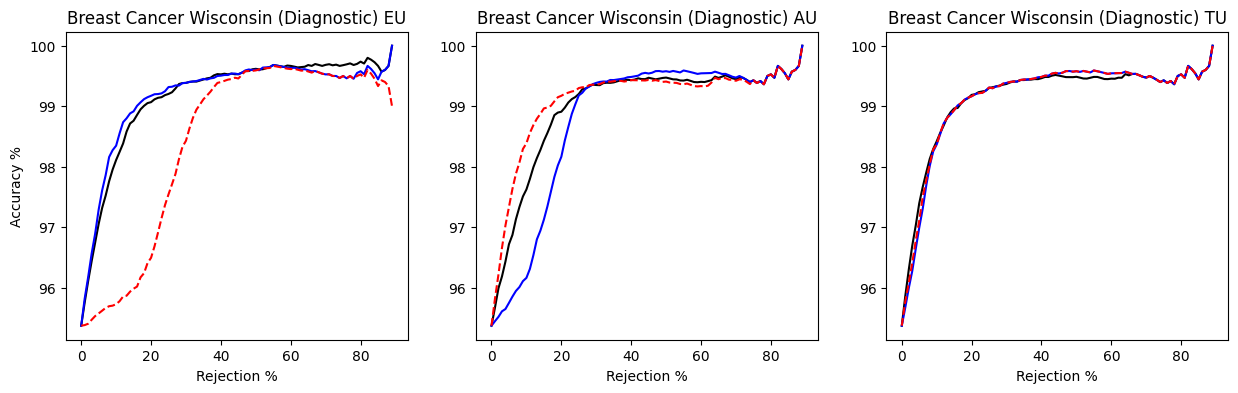 Breast Cancer Wisconsin (Diagnostic) EU
Breast Cancer Wisconsin (Diagnostic) AU
Breast Cancer Wisconsin (Diagnostic) TU
Accuracy %
100
99
98
97
96
0 20 40 60 80
Rejection %
100
99
98
97
96
0 20 40 60 80
Rejection %
100
99
98
97
96
0 20 40 60 80
Rejection %